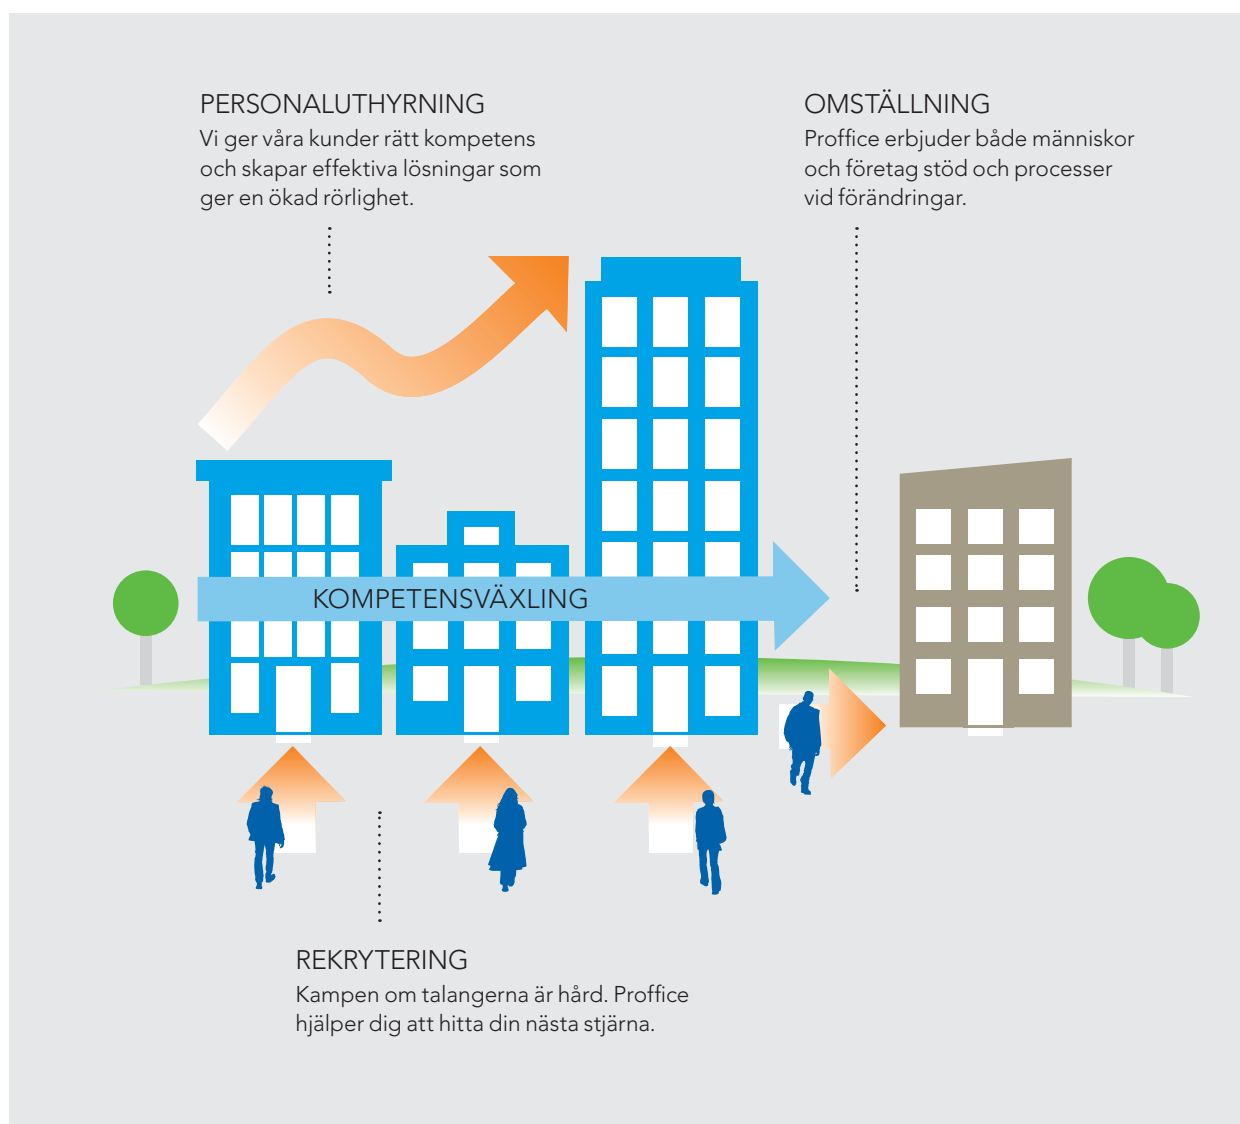 PERSONALUTHYRNING
Vi ger våra kunder rätt kompetens
och skapar effektiva lösningar som
ger en ökad rörlighet.
OMSTÄLLNING
Proffice erbjuder både människor
och företag stöd och processer
vid förändringar.
KOMPETENSVÄXLING
REKRYTERING
Kampen om talangerna är hård. Proffice
hjälper dig att hitta din nästa stjärna.